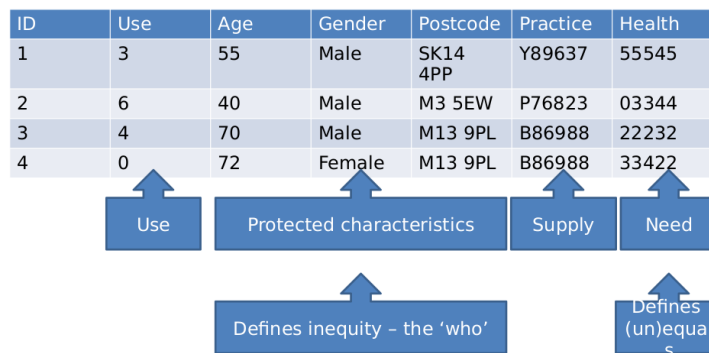 ID Use Age Gender Postcode Practice Health
1 3 55 Male SK14 4PP Y89637 55545
2 6 40 Male M3 5EW P76823 03344
3 4 70 Male M13 9PL B86988 22232
4 0 72 Female M13 9PL B86988 33422
Use Protected characteristics Supply Need
Defines inequity – the ‘who’
Defines
(un)equa
s